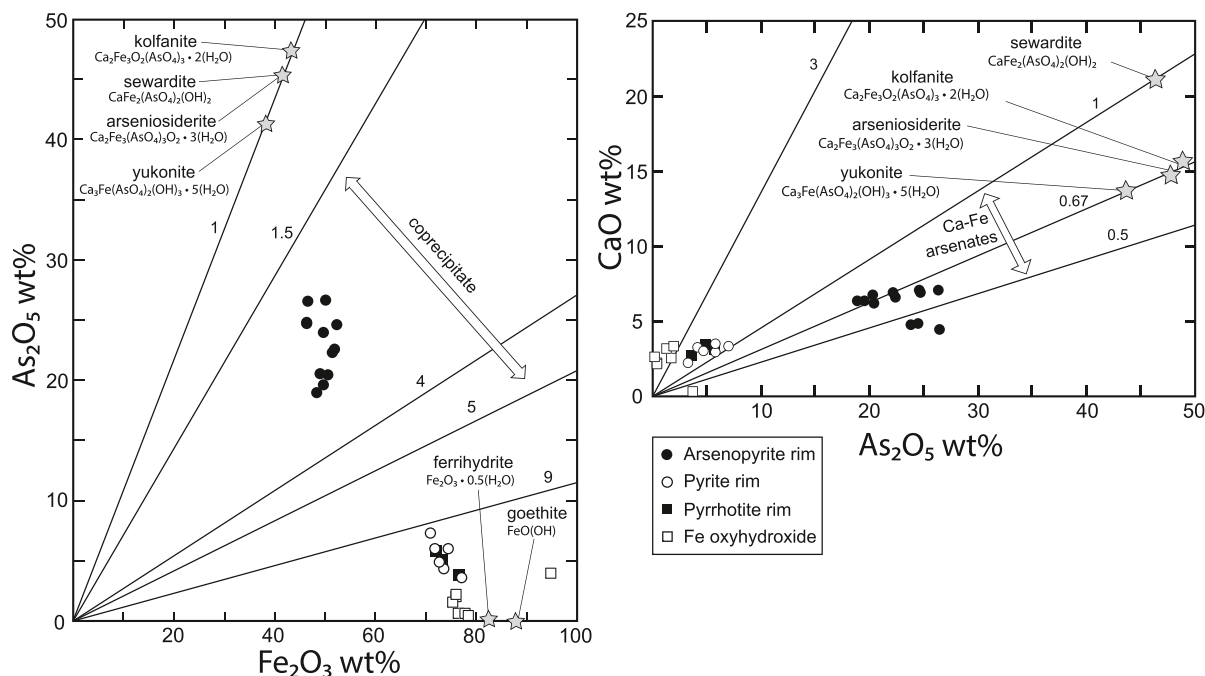 50
40
30
20
10
0
As₂O₅ wt%
kolfanite
Ca₂Fe₃O₂(AsO₄)₃ • 2(H₂O)
sewardite
CaFe₂(AsO₄)₂(OH)₂
arseniosiderite
Ca₂Fe₃(AsO₄)₃O₂ • 3(H₂O)
yukonite
Ca₃Fe(AsO₄)₂(OH)₃ • 5(H₂O)
1
1.5
coprecipitate
4
5
9
ferrihydrite
Fe₂O₃ • 0.5(H₂O)
goethite
FeO(OH)
20
40
60
80
100
Fe₂O₃ wt%
25
20
15
10
5
0
CaO wt%
3
sewardite
CaFe₂(AsO₄)₂(OH)₂
kolfanite
Ca₂Fe₃O₂(AsO₄)₃ • 2(H₂O)
1
arseniosiderite
Ca₂Fe₃(AsO₄)₃O₂ • 3(H₂O)
yukonite
Ca₃Fe(AsO₄)₂(OH)₃ • 5(H₂O)
0.67
Ca-Fe
arsenates
0.5
10
20
30
40
50
As₂O₅ wt%
Arsenopyrite rim
Pyrite rim
Pyrrhotite rim
Fe oxyhydroxide